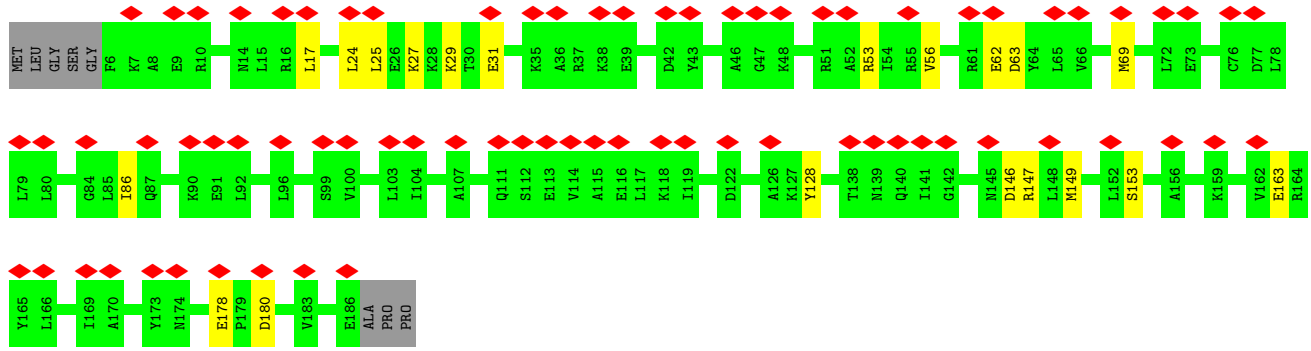 MET LEU GLY SER GLY F6 K7 A8 E9 R10 N14 L15 R16 L17 L24 L25 E26 K27 K28 K29 T30 E31 K35 A36 R37 K38 E39 D42 Y43 A46 G47 K48 R51 A52 R53 I54 R55 V56 R61 E62 D63 Y64 L65 V66 M69 L72 E73 C76 D77 L78
L79 L80 G84 L85 I86 Q87 K90 E91 L92 L96 S99 V100 L103 I104 A107 Q111 S112 E113 V114 A115 E116 L117 K118 I119 D122 A126 K127 Y128 T138 N139 Q140 I141 G142 N145 D146 R147 L148 M149 L152 S153 A156 K159 V162 E163 R164
Y165 L166 I169 A170 Y173 N174 E178 P179 D180 V183 E186 ALA PRO PRO